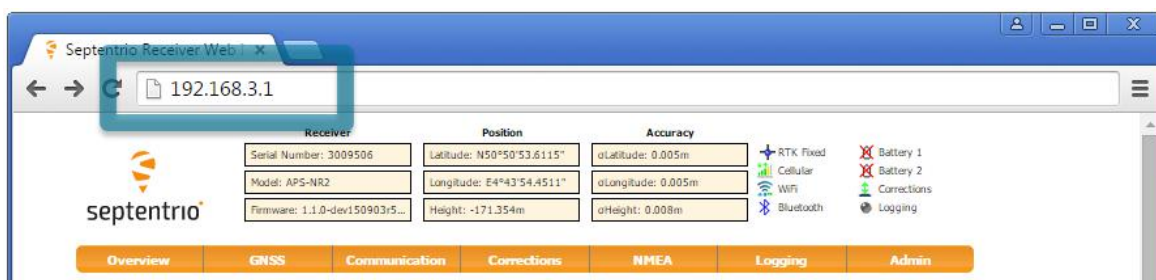 Septentrio Receiver Web
192.168.3.1
Receiver Position Accuracy
Serial Number: 3009506 Latitude: N50°50'53.6115" σLatitude: 0.005m RTK Fixed Battery 1
Cellular Battery 2
Model: APS-NR2 Longitude: E4°43'54.4511" σLongitude: 0.005m WiFi Corrections
septentrio Firmware: 1.1.0-dev150903r5... Height: -171.354m σHeight: 0.008m Bluetooth Logging
Overview GNSS Communication Corrections NMEA Logging Admin